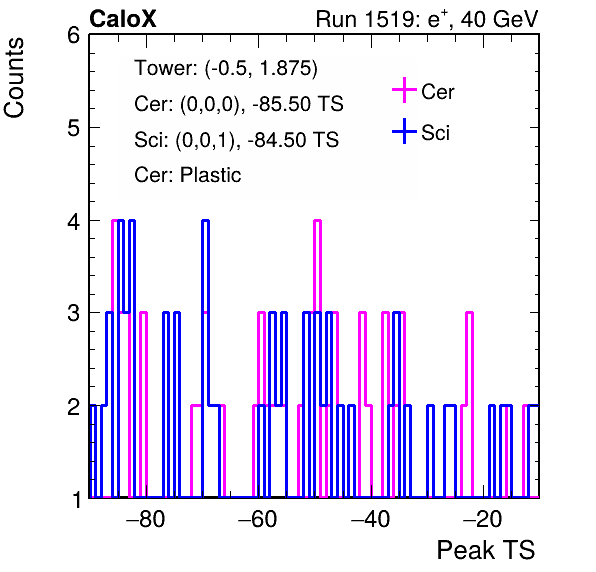 CaloX Run 1519: e⁺, 40 GeV
Counts
6
5
4
3
2
1
Tower: (-0.5, 1.875)
Cer: (0,0,0), -85.50 TS
Sci: (0,0,1), -84.50 TS
Cer: Plastic
Cer
Sci
−80 −60 −40 −20
Peak TS